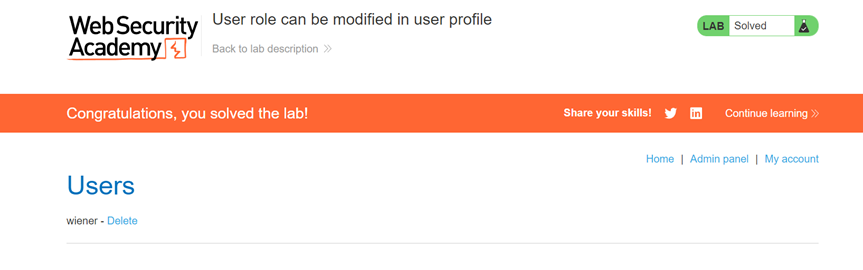 Web Security
Academy
User role can be modified in user profile
Back to lab description
LAB Solved
Congratulations, you solved the lab!
Share your skills!
Continue learning
Home | Admin panel | My account
Users
wiener - Delete